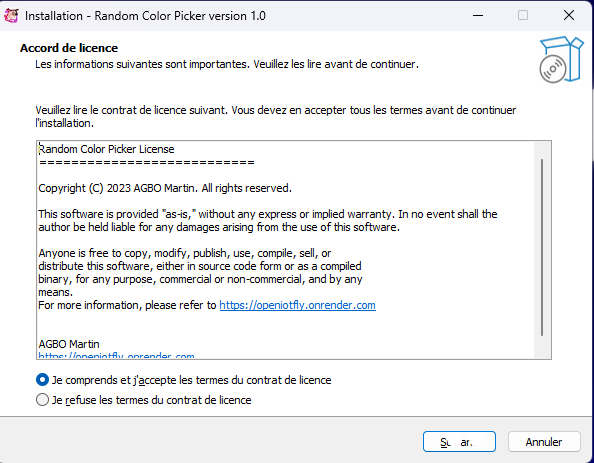 Installation - Random Color Picker version 1.0
Accord de licence
Les informations suivantes sont importantes. Veuillez les lire avant de continuer.
Veuillez lire le contrat de licence suivant. Vous devez en accepter tous les termes avant de continuer
l'installation.
Random Color Picker License
===========================
Copyright (C) 2023 AGBO Martin. All rights reserved.
This software is provided "as-is," without any express or implied warranty. In no event shall the
author be held liable for any damages arising from the use of this software.
Anyone is free to copy, modify, publish, use, compile, sell, or
distribute this software, either in source code form or as a compiled
binary, for any purpose, commercial or non-commercial, and by any
means.
For more information, please refer to https://openiotfly.onrender.com
AGBO Martin
https://openiotfly.onrender.com
Je comprends et j'accepte les termes du contrat de licence
Je refuse les termes du contrat de licence
Annuler